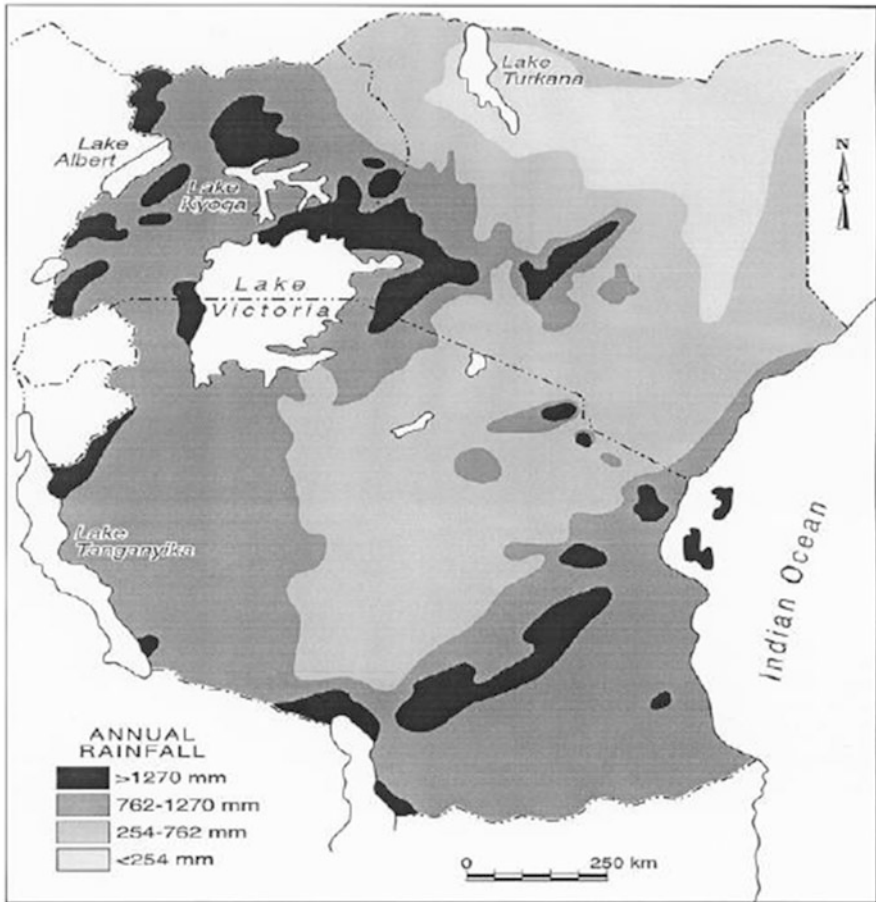 Lake
Turkana
Lake
Albert
N
Lake
Kyoga
Lake
Victoria
Lake
Tanganyika
Indian Ocean
ANNUAL
RAINFALL
>1270 mm
762-1270 mm
254-762 mm
<254 mm
0 250 km